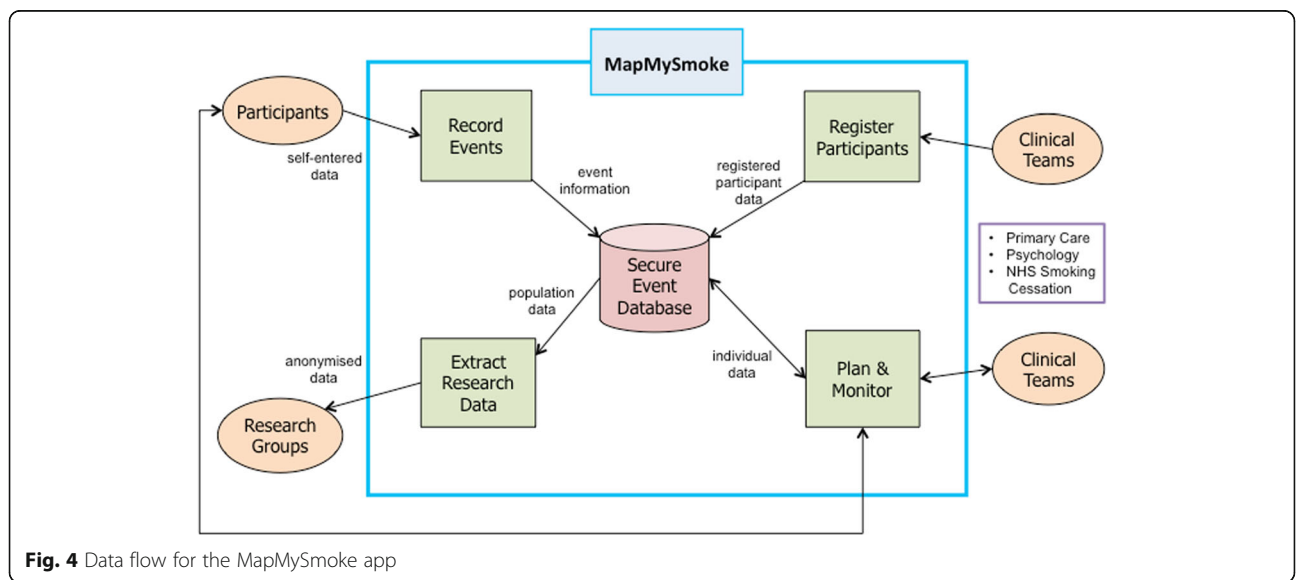 MapMySmoke
Participants
self-entered
data
Record
Events
event
information
Register
Participants
registered
participant
data
Clinical
Teams
• Primary Care
• Psychology
• NHS Smoking
Cessation
Secure
Event
Database
population
data
individual
data
anonymised
data
Extract
Research
Data
Research
Groups
Plan &
Monitor
Clinical
Teams
Fig. 4 Data flow for the MapMySmoke app